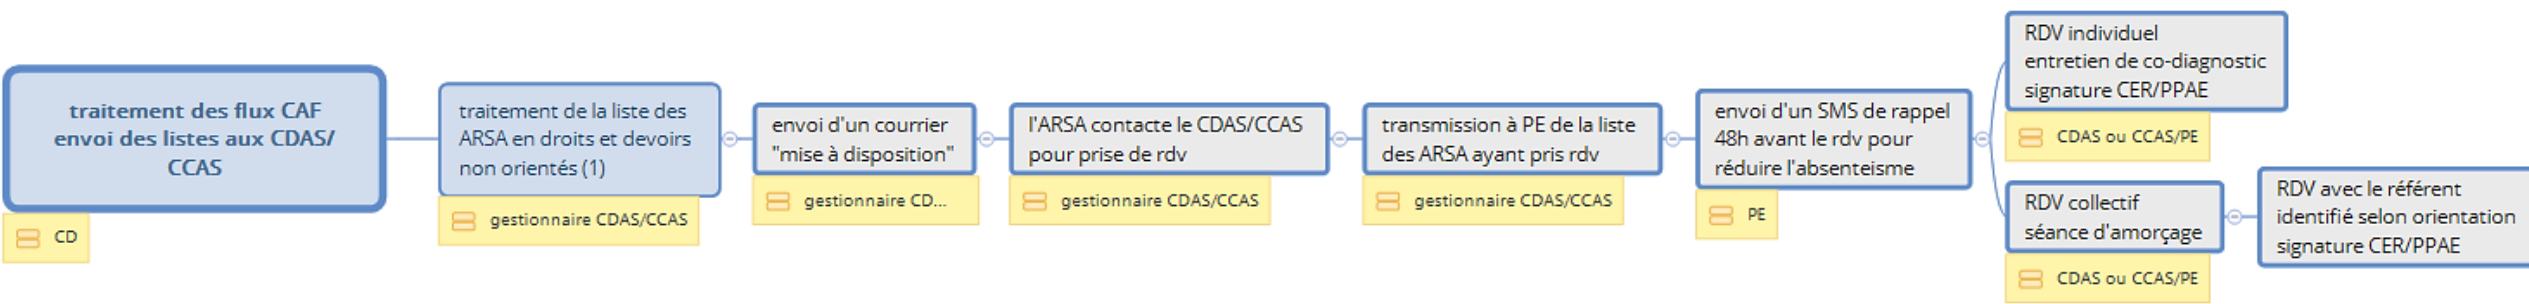 traitement des flux CAF
envoi des listes aux CDAS/
CCAS
CD
traitement de la liste des
ARSA en droits et devoirs
non orientés (1)
gestionnaire CDAS/CCAS
envoi d'un courrier
"mise à disposition"
gestionnaire CD...
l'ARSA contacte le CDAS/CCAS
pour prise de rdv
gestionnaire CDAS/CCAS
transmission à PE de la liste
des ARSA ayant pris rdv
gestionnaire CDAS/CCAS
envoi d'un SMS de rappel
48h avant le rdv pour
réduire l'absenteisme
PE
RDV individuel
entretien de co-diagnostic
signature CER/PPAE
CDAS ou CCAS/PE
RDV collectif
séance d'amorçage
CDAS ou CCAS/PE
RDV avec le référent
identifié selon orientation
signature CER/PPAE